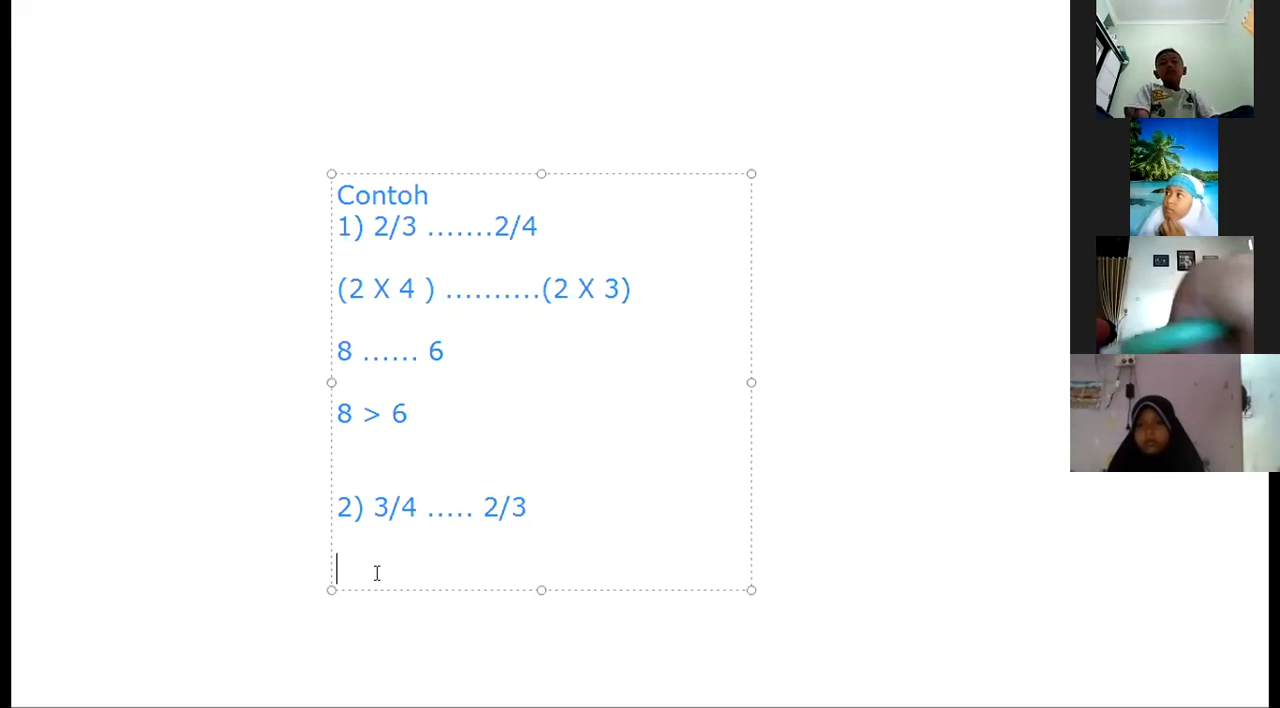 Contoh
1) 2/3 .......2/4
(2 X 4 ) ..........(2 X 3)
8 ...... 6
8 > 6
2) 3/4 ..... 2/3